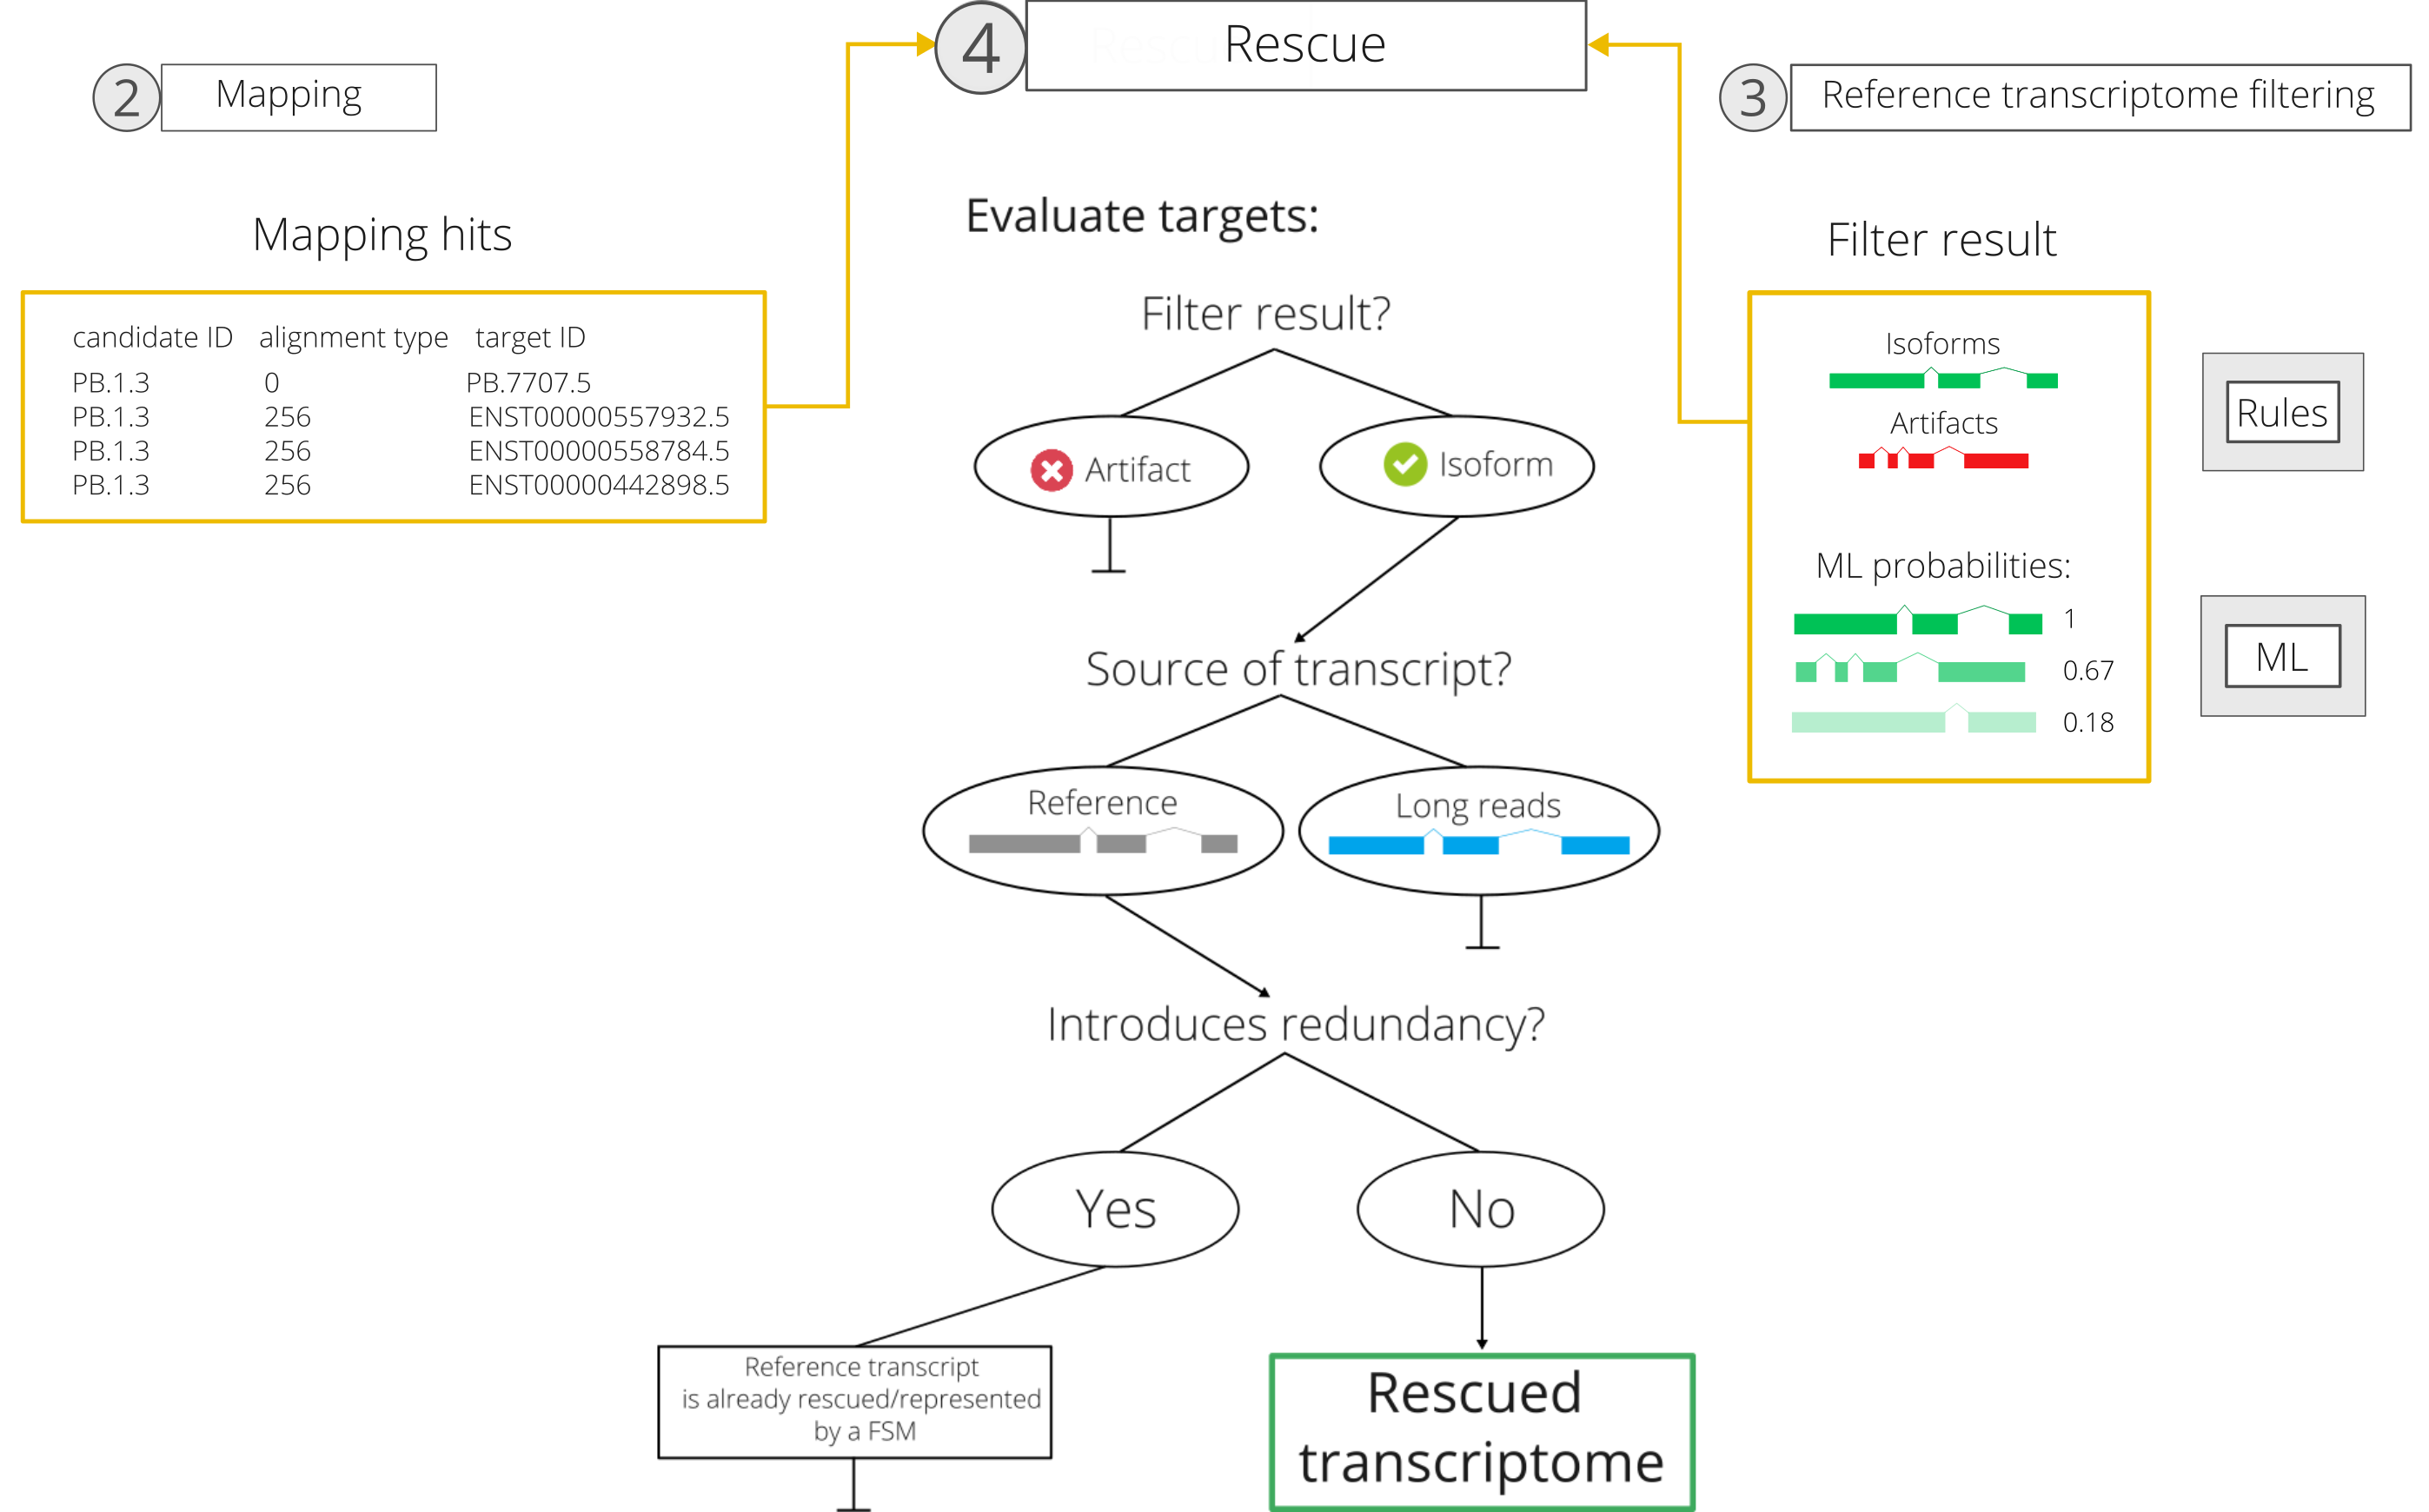 4 Rescue
2 Mapping
3 Reference transcriptome filtering
Mapping hits
candidate ID alignment type target ID
PB.1.3 0 PB.7707.5
PB.1.3 256 ENST00000557932.5
PB.1.3 256 ENST00000558784.5
PB.1.3 256 ENST00000442898.5
Evaluate targets:
Filter result?
Artifact Isoform
Source of transcript?
Reference Long reads
Introduces redundancy?
Yes No
Reference transcript
is already rescued/represented
by a FSM
Rescued
transcriptome
Filter result
Isoforms
Artifacts
ML probabilities:
1
0.67
0.18
Rules
ML